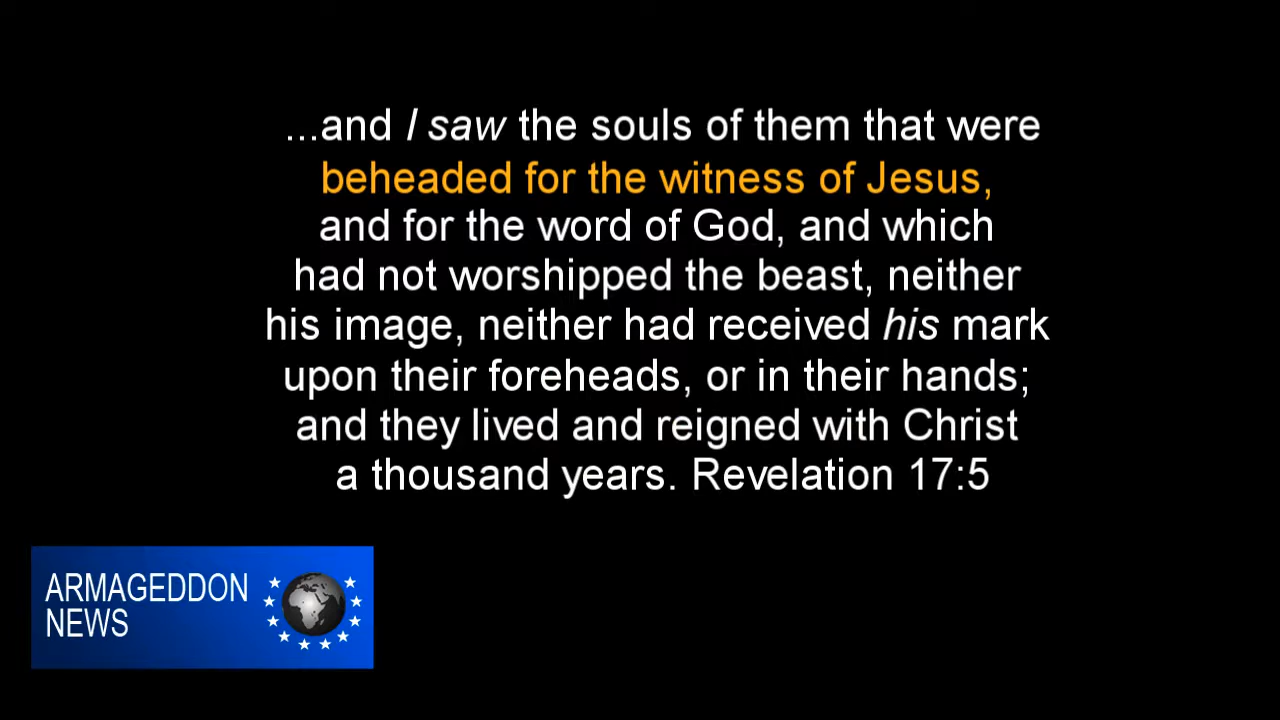 ...and I saw the souls of them that were
beheaded for the witness of Jesus,
and for the word of God, and which
had not worshipped the beast, neither
his image, neither had received his mark
upon their foreheads, or in their hands;
and they lived and reigned with Christ
a thousand years. Revelation 17:5
ARMAGEDDON
NEWS